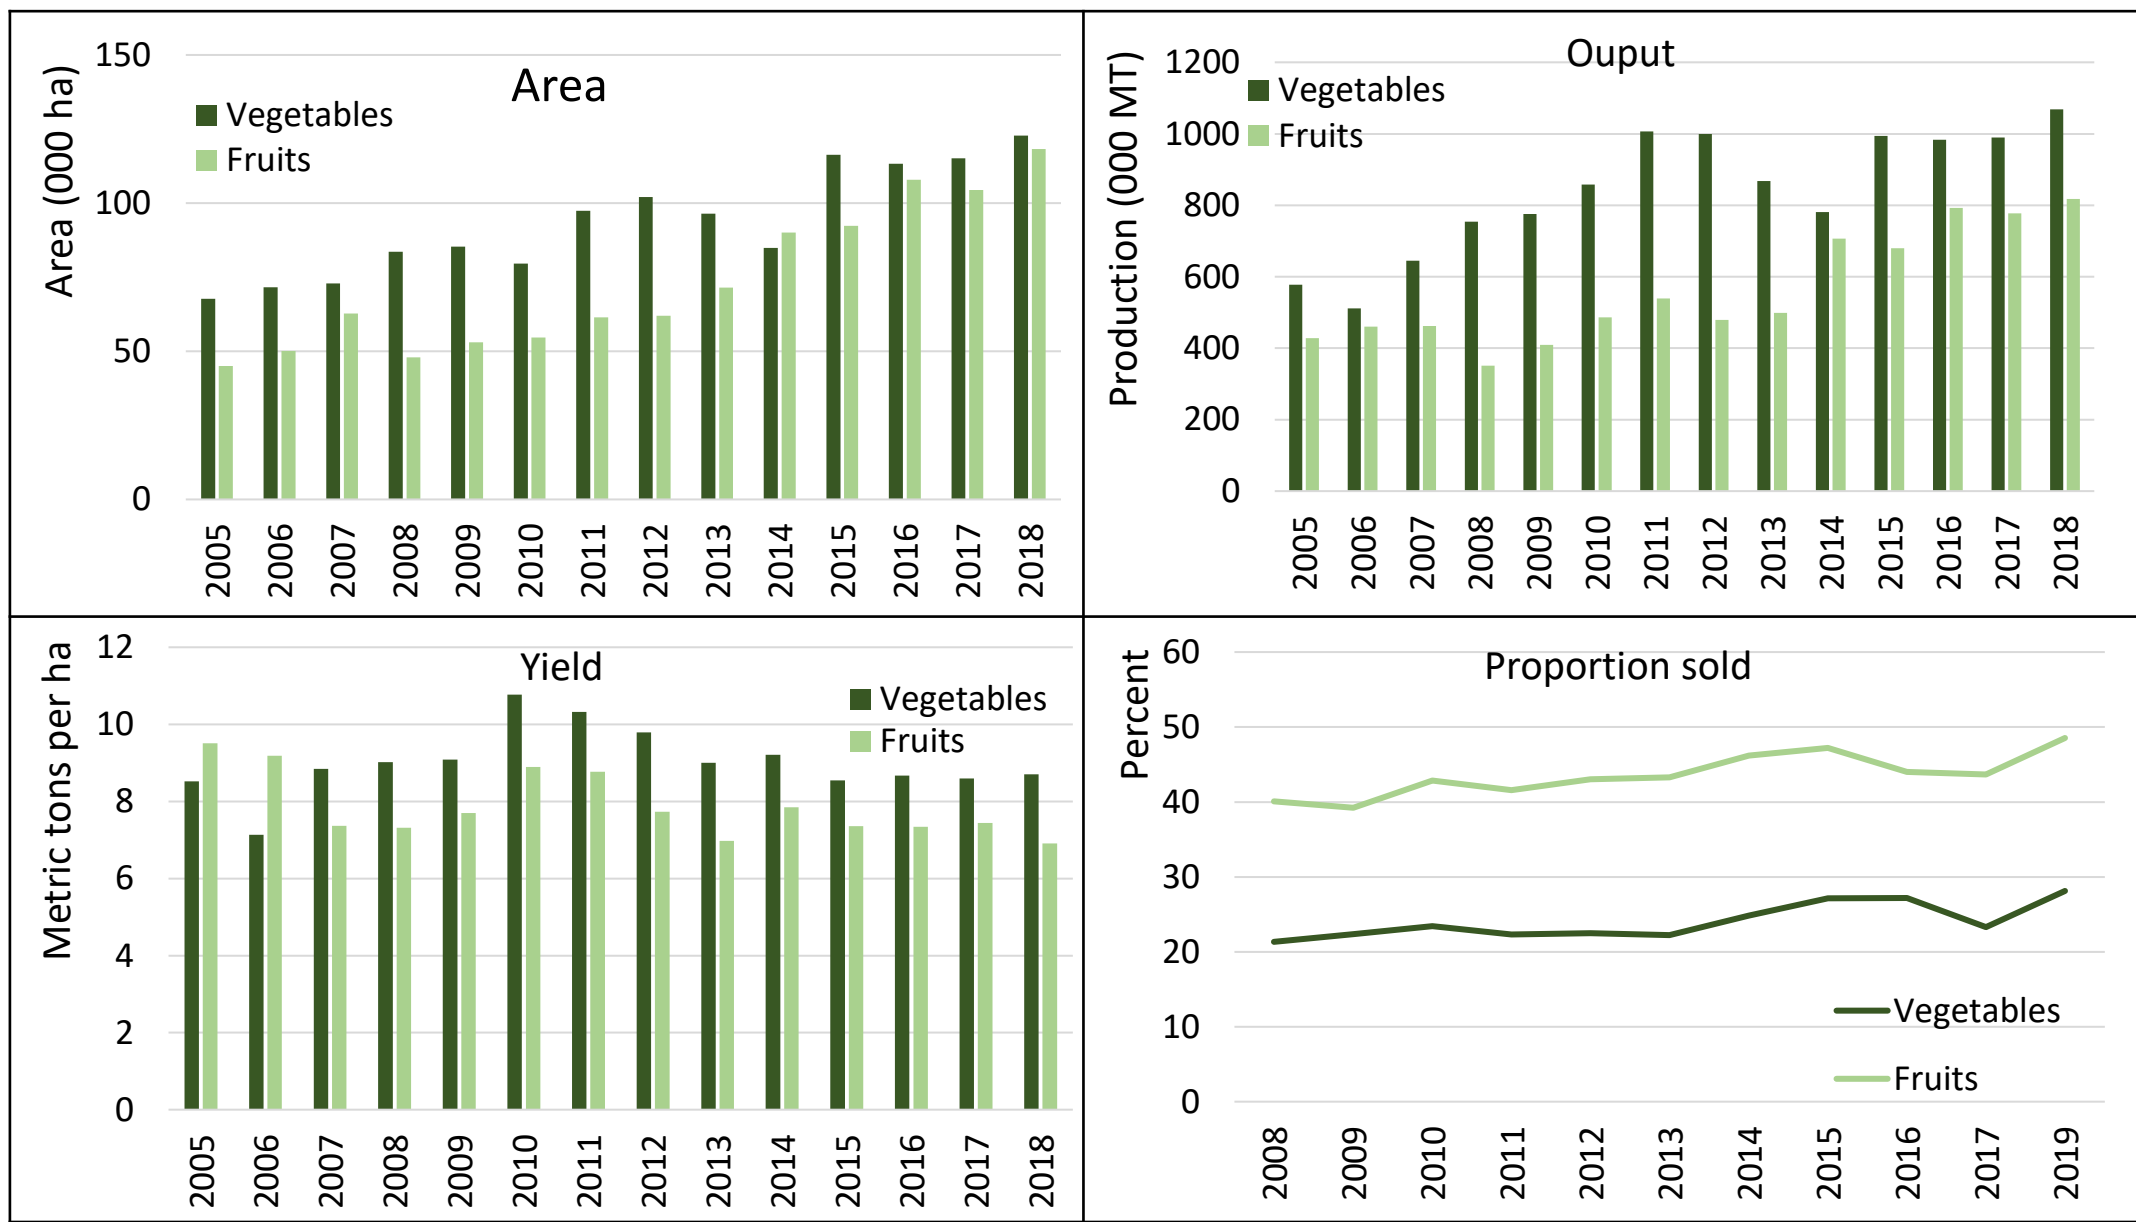 Area
Area (000 ha)
150
100
50
0
Vegetables
Fruits
2005 2006 2007 2008 2009 2010 2011 2012 2013 2014 2015 2016 2017 2018
Ouput
Production (000 MT)
1200
1000
800
600
400
200
0
Vegetables
Fruits
2005 2006 2007 2008 2009 2010 2011 2012 2013 2014 2015 2016 2017 2018
Yield
Metric tons per ha
12
10
8
6
4
2
0
Vegetables
Fruits
2005 2006 2007 2008 2009 2010 2011 2012 2013 2014 2015 2016 2017 2018
Proportion sold
Percent
60
50
40
30
20
10
0
Vegetables
Fruits
2008 2009 2010 2011 2012 2013 2014 2015 2016 2017 2019